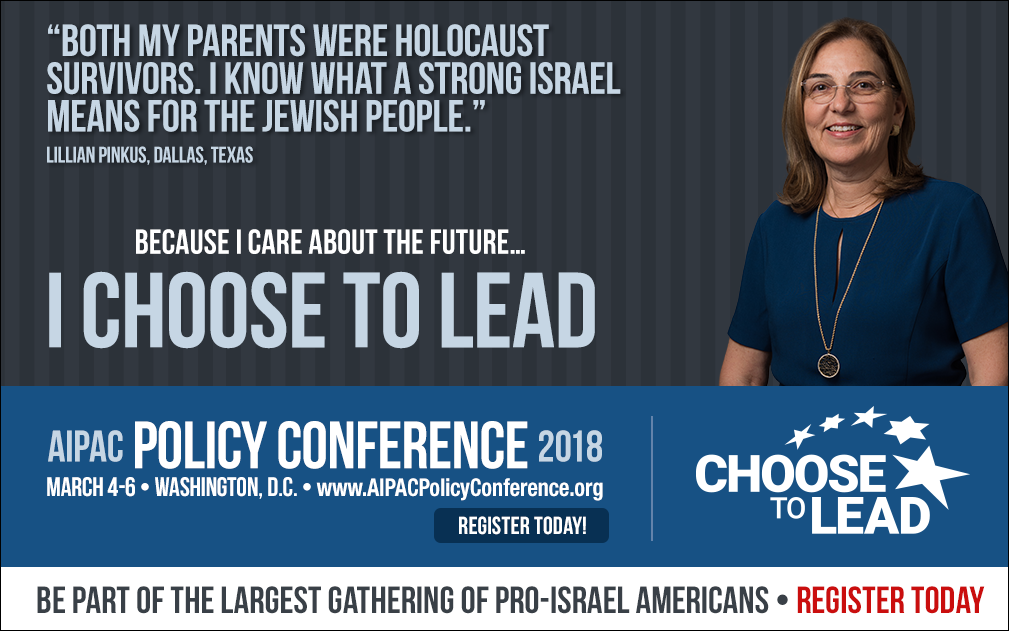 “BOTH MY PARENTS WERE HOLOCAUST
SURVIVORS. I KNOW WHAT A STRONG ISRAEL
MEANS FOR THE JEWISH PEOPLE.”
LILLIAN PINKUS, DALLAS, TEXAS
BECAUSE I CARE ABOUT THE FUTURE...
I CHOOSE TO LEAD
AIPAC POLICY CONFERENCE 2018
MARCH 4-6 • WASHINGTON, D.C. • www.AIPACPolicyConference.org
REGISTER TODAY!
CHOOSE
TO LEAD
BE PART OF THE LARGEST GATHERING OF PRO-ISRAEL AMERICANS • REGISTER TODAY